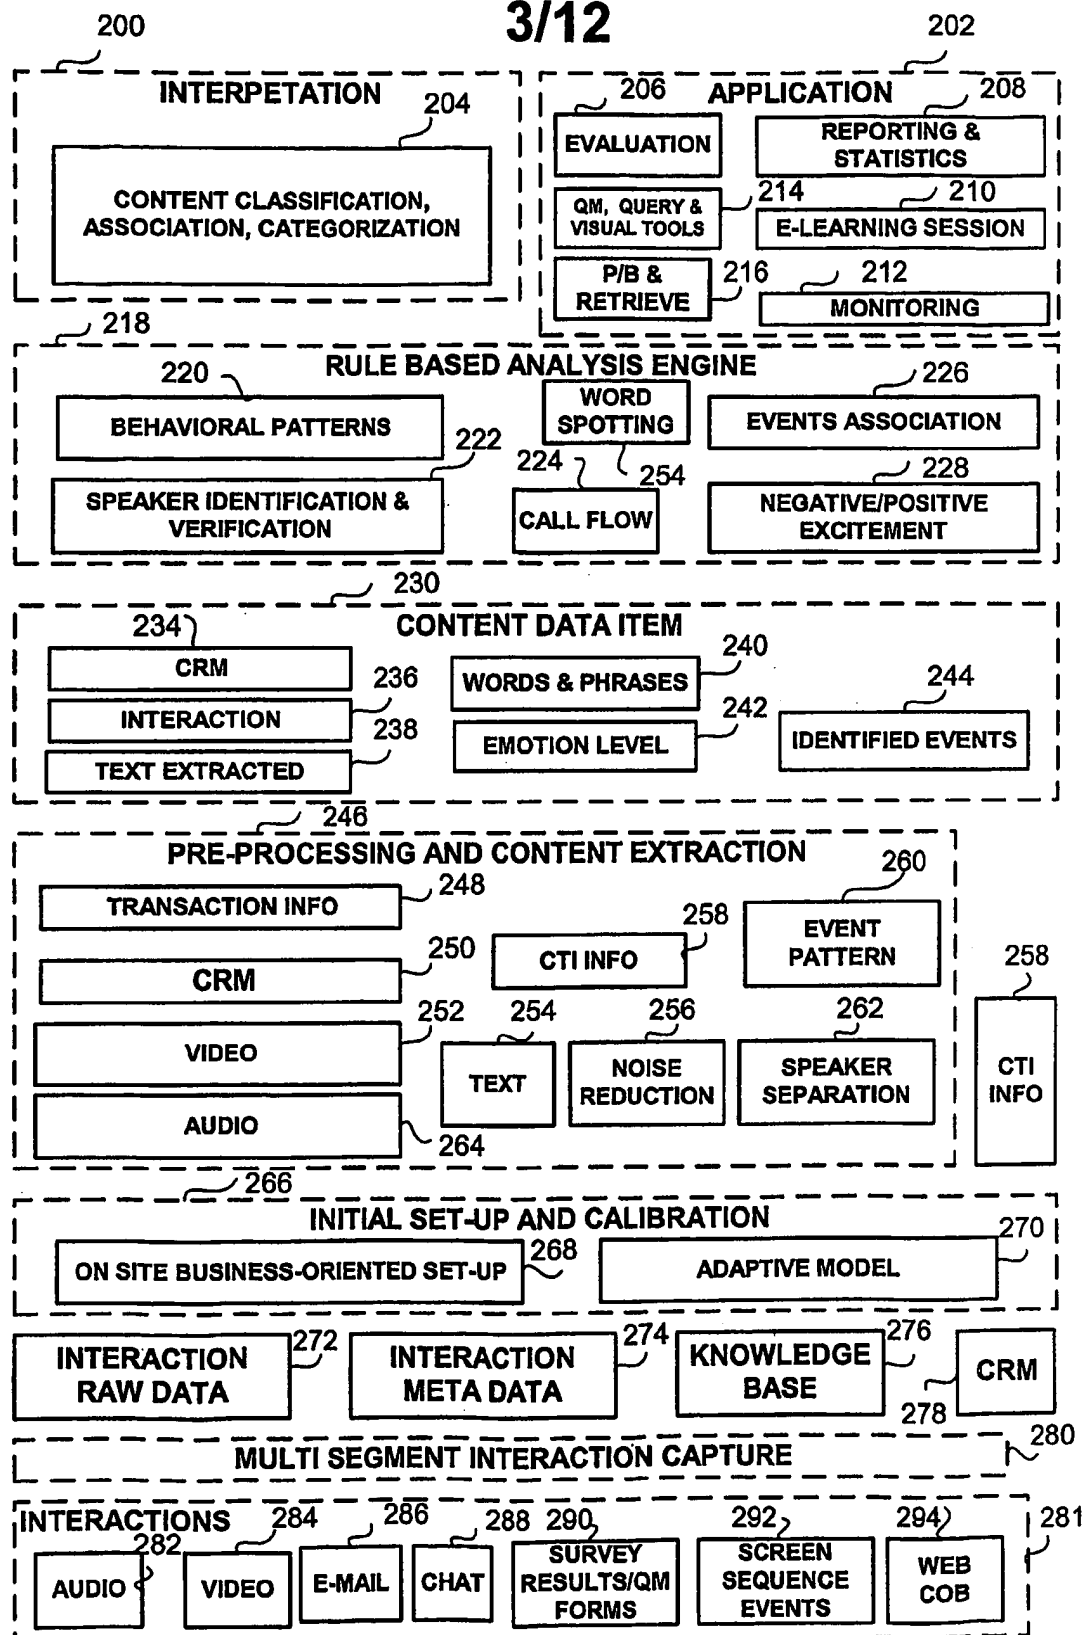 3/12
200
202
INTERPETATION
204
CONTENT CLASSIFICATION,
ASSOCIATION, CATEGORIZATION
APPLICATION
206
EVALUATION
208
REPORTING &
STATISTICS
QM, QUERY &
VISUAL TOOLS
214
210
E-LEARNING SESSION
P/B &
RETRIEVE
216
212
MONITORING
218
RULE BASED ANALYSIS ENGINE
220
BEHAVIORAL PATTERNS
WORD
SPOTTING
254
226
EVENTS ASSOCIATION
222
SPEAKER IDENTIFICATION &
VERIFICATION
224
CALL FLOW
228
NEGATIVE/POSITIVE
EXCITEMENT
230
CONTENT DATA ITEM
234
CRM
236
INTERACTION
238
TEXT EXTRACTED
240
WORDS & PHRASES
242
EMOTION LEVEL
244
IDENTIFIED EVENTS
246
PRE-PROCESSING AND CONTENT EXTRACTION
248
TRANSACTION INFO
250
CRM
258
CTI INFO
260
EVENT
PATTERN
252
VIDEO
254
TEXT
256
NOISE
REDUCTION
262
SPEAKER
SEPARATION
AUDIO
264
258
CTI
INFO
266
INITIAL SET-UP AND CALIBRATION
ON SITE BUSINESS-ORIENTED SET-UP
268
ADAPTIVE MODEL
270
INTERACTION
RAW DATA
272
INTERACTION
META DATA
274
KNOWLEDGE
BASE
276
278
CRM
MULTI SEGMENT INTERACTION CAPTURE
280
INTERACTIONS
281
282
AUDIO
284
VIDEO
286
E-MAIL
288
CHAT
290
SURVEY
RESULTS/QM
FORMS
292
SCREEN
SEQUENCE
EVENTS
294
WEB
COB